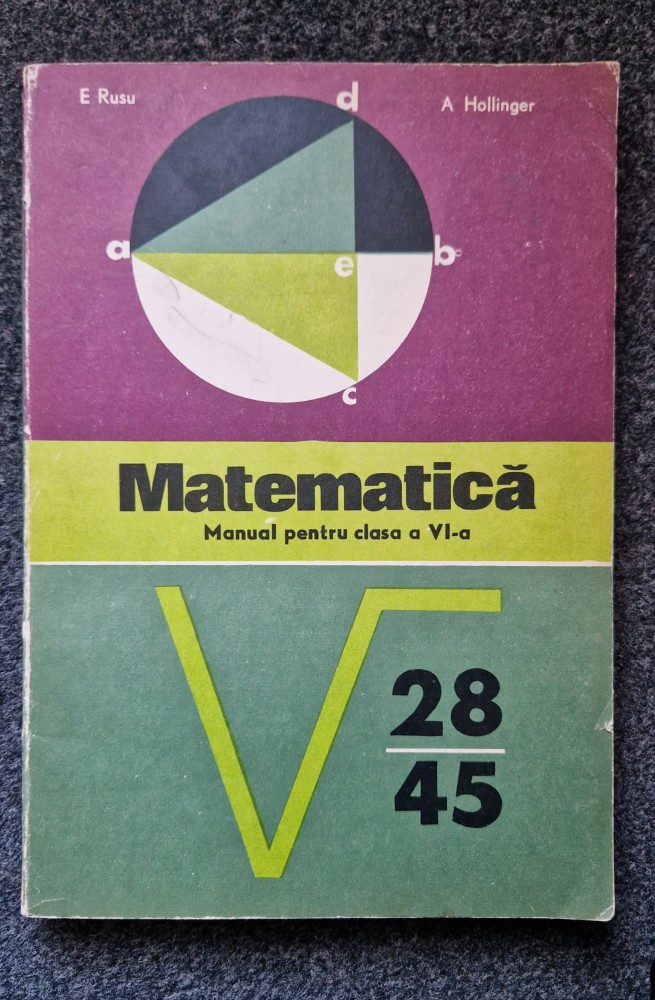 E Rusu
A Hollinger
d
a
e
b
c
Matematică
Manual pentru clasa a VI-a
√
28
45